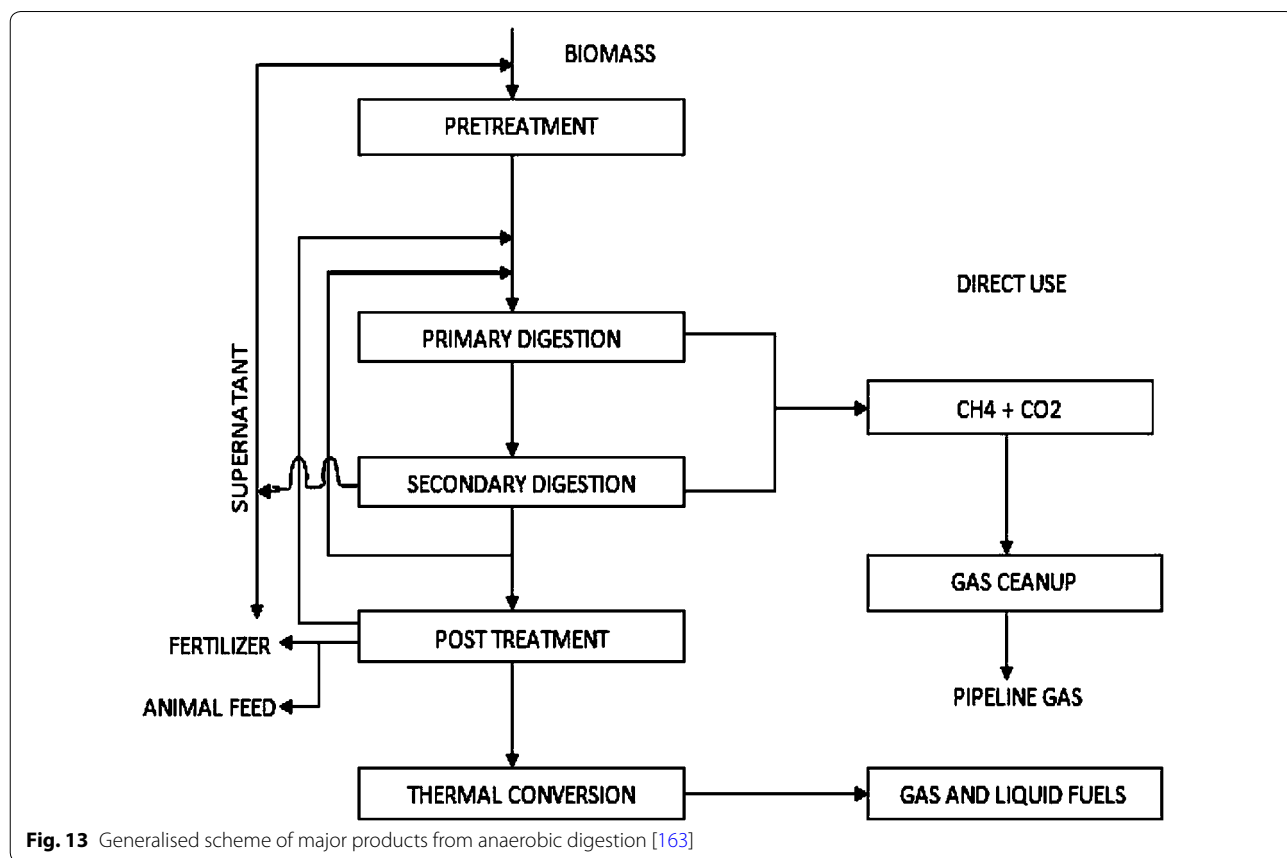 BIOMASS
PRETREATMENT
DIRECT USE
PRIMARY DIGESTION
CH4 + CO2
SUPERNATANT
SECONDARY DIGESTION
GAS CEANUP
POST TREATMENT
FERTILIZER
ANIMAL FEED
PIPELINE GAS
THERMAL CONVERSION
GAS AND LIQUID FUELS
Fig. 13 Generalised scheme of major products from anaerobic digestion [163]